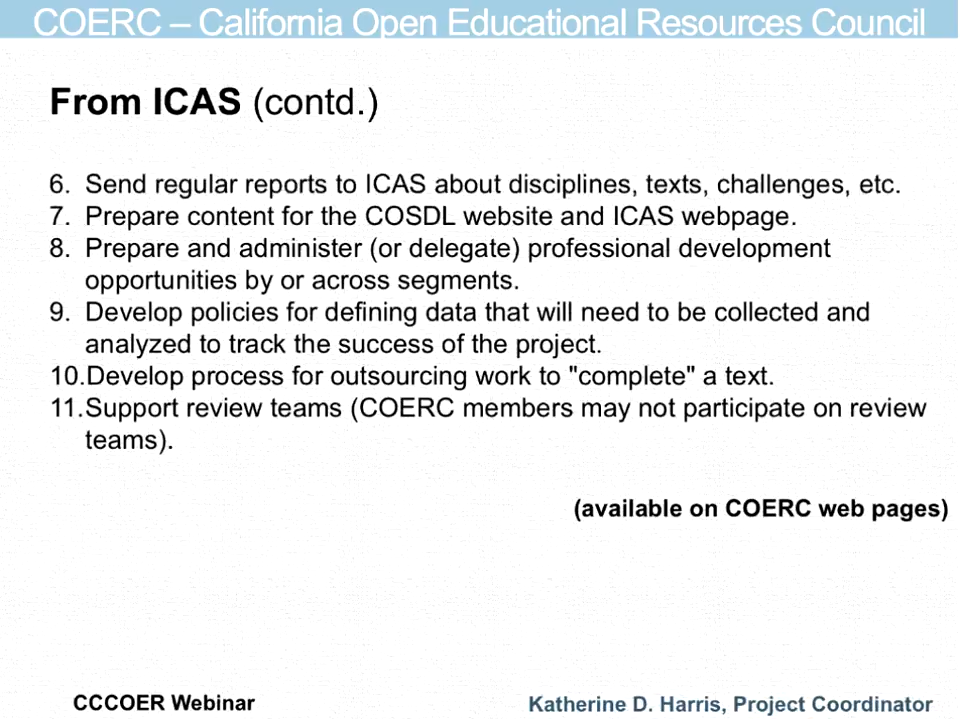 COERC – California Open Educational Resources Council
From ICAS (contd.)
6. Send regular reports to ICAS about disciplines, texts, challenges, etc.
7. Prepare content for the COSDL website and ICAS webpage.
8. Prepare and administer (or delegate) professional development
opportunities by or across segments.
9. Develop policies for defining data that will need to be collected and
analyzed to track the success of the project.
10.Develop process for outsourcing work to "complete" a text.
11.Support review teams (COERC members may not participate on review
teams).
(available on COERC web pages)
CCCOER Webinar
Katherine D. Harris, Project Coordinator